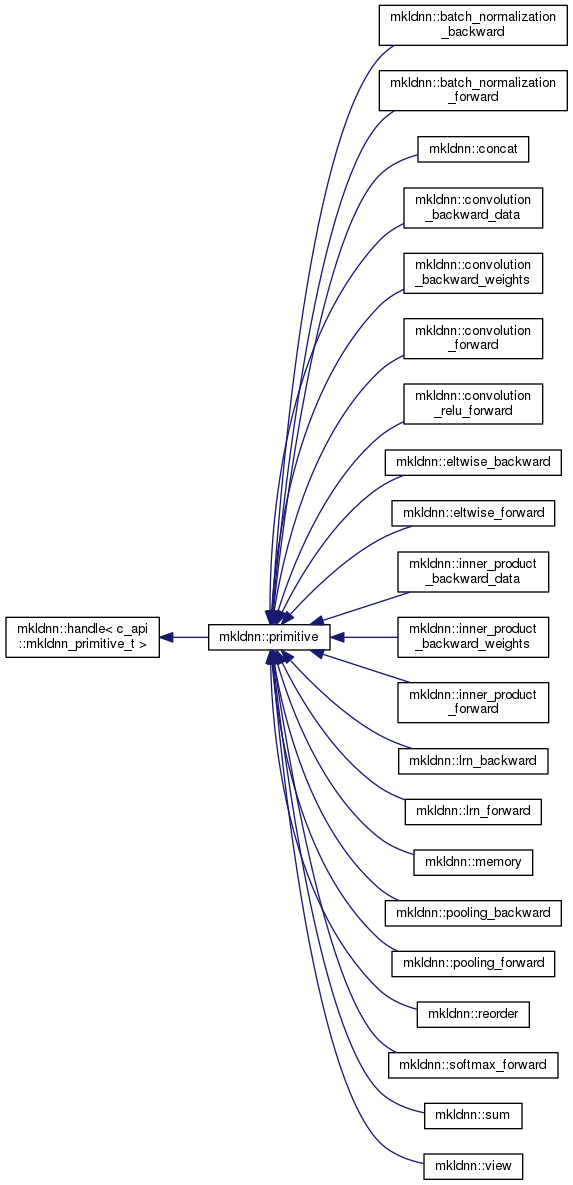 mkldnn::batch_normalization
_backward
mkldnn::batch_normalization
_forward
mkldnn::concat
mkldnn::convolution
_backward_data
mkldnn::convolution
_backward_weights
mkldnn::convolution
_forward
mkldnn::convolution
_relu_forward
mkldnn::eltwise_backward
mkldnn::eltwise_forward
mkldnn::inner_product
_backward_data
mkldnn::handle< c_api
::mkldnn_primitive_t >
mkldnn::primitive
mkldnn::inner_product
_backward_weights
mkldnn::inner_product
_forward
mkldnn::lrn_backward
mkldnn::lrn_forward
mkldnn::memory
mkldnn::pooling_backward
mkldnn::pooling_forward
mkldnn::reorder
mkldnn::softmax_forward
mkldnn::sum
mkldnn::view